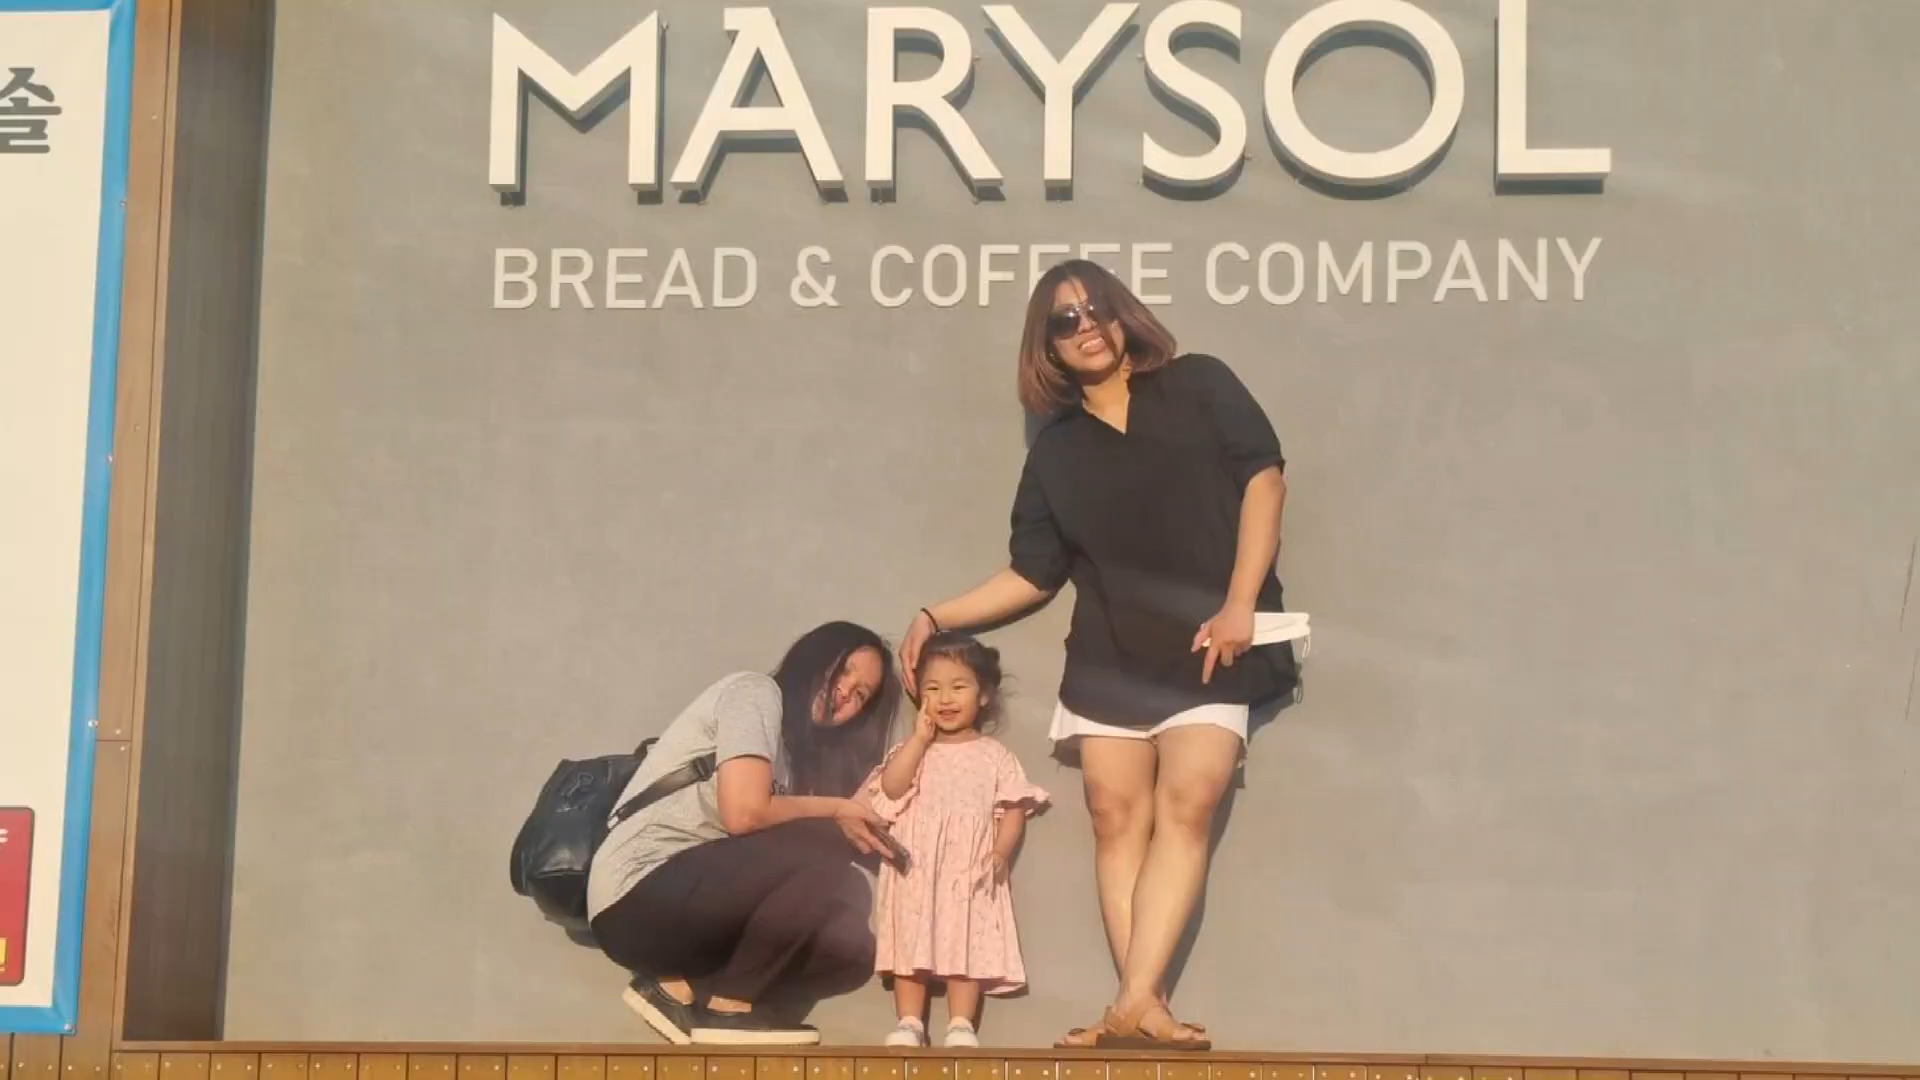 솔
MARYSOL
BREAD & COFFEE COMPANY